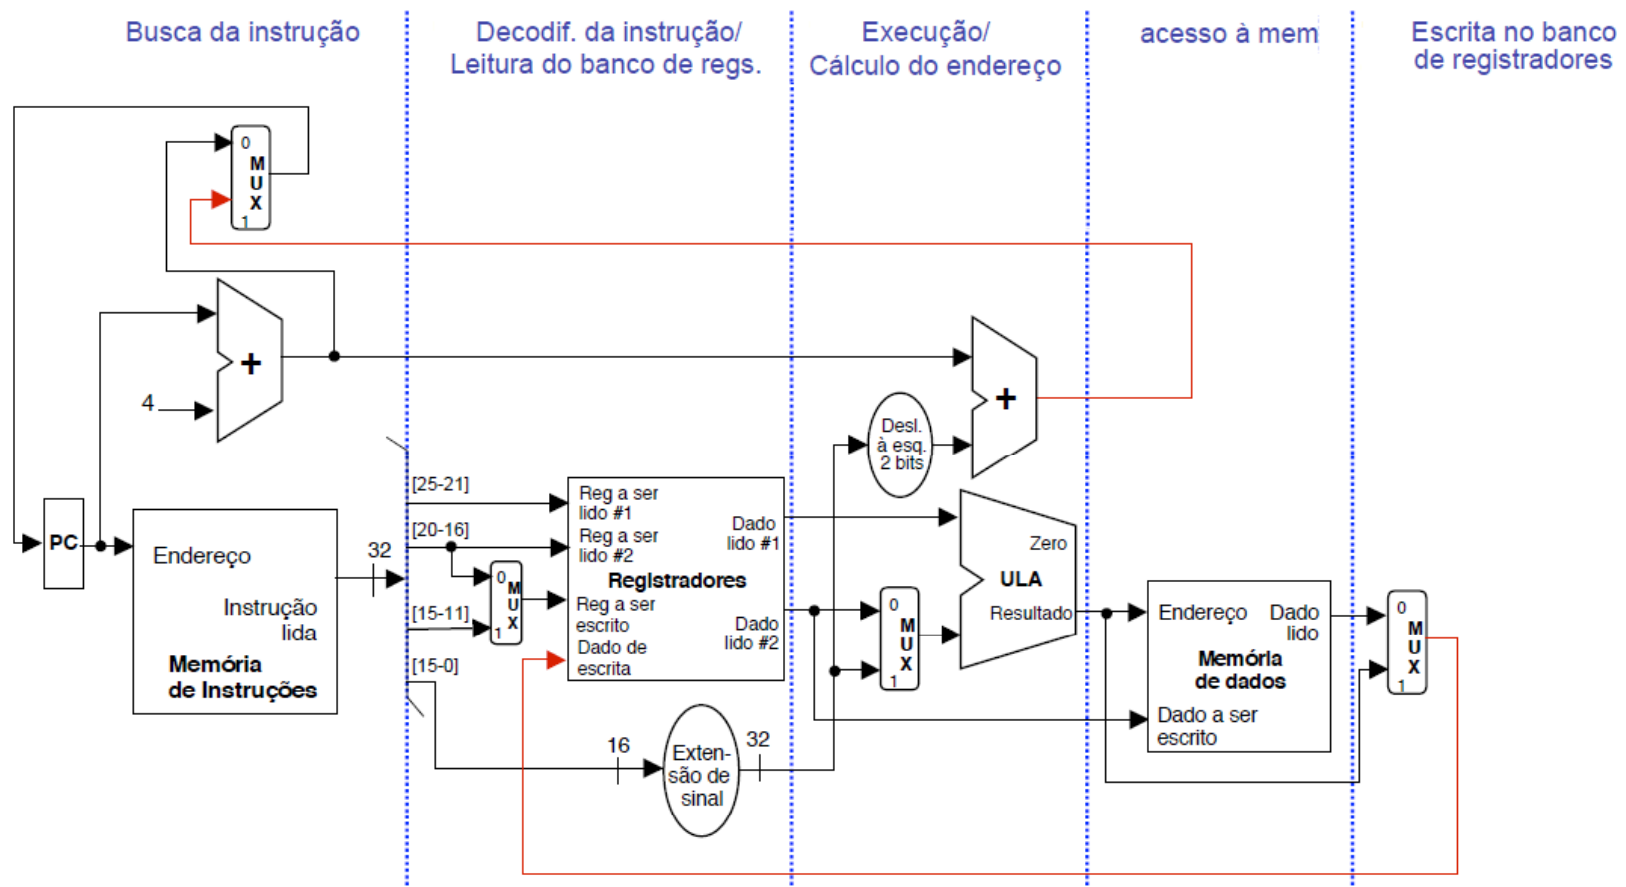 Busca da instrução
Decodif. da instrução/
Leitura do banco de regs.
Execução/
Cálculo do endereço
acesso à mem
Escrita no banco
de registradores
0
M
U
X
1
+
4
PC
Endereço
Instrução
lida
Memória
de Instruções
32
[25-21]
[20-16]
[15-11]
[15-0]
0
M
U
X
1
Reg a ser
lido #1
Reg a ser
lido #2
Registradores
Reg a ser
escrito
Dado de
escrita
Dado
lido #1
Dado
lido #2
16
Exten-
são de
sinal
32
Desl.
à esq.
2 bits
+
0
M
U
X
1
Zero
ULA
Resultado
Endereço
Dado
lido
Memória
de dados
Dado a ser
escrito
0
M
U
X
1